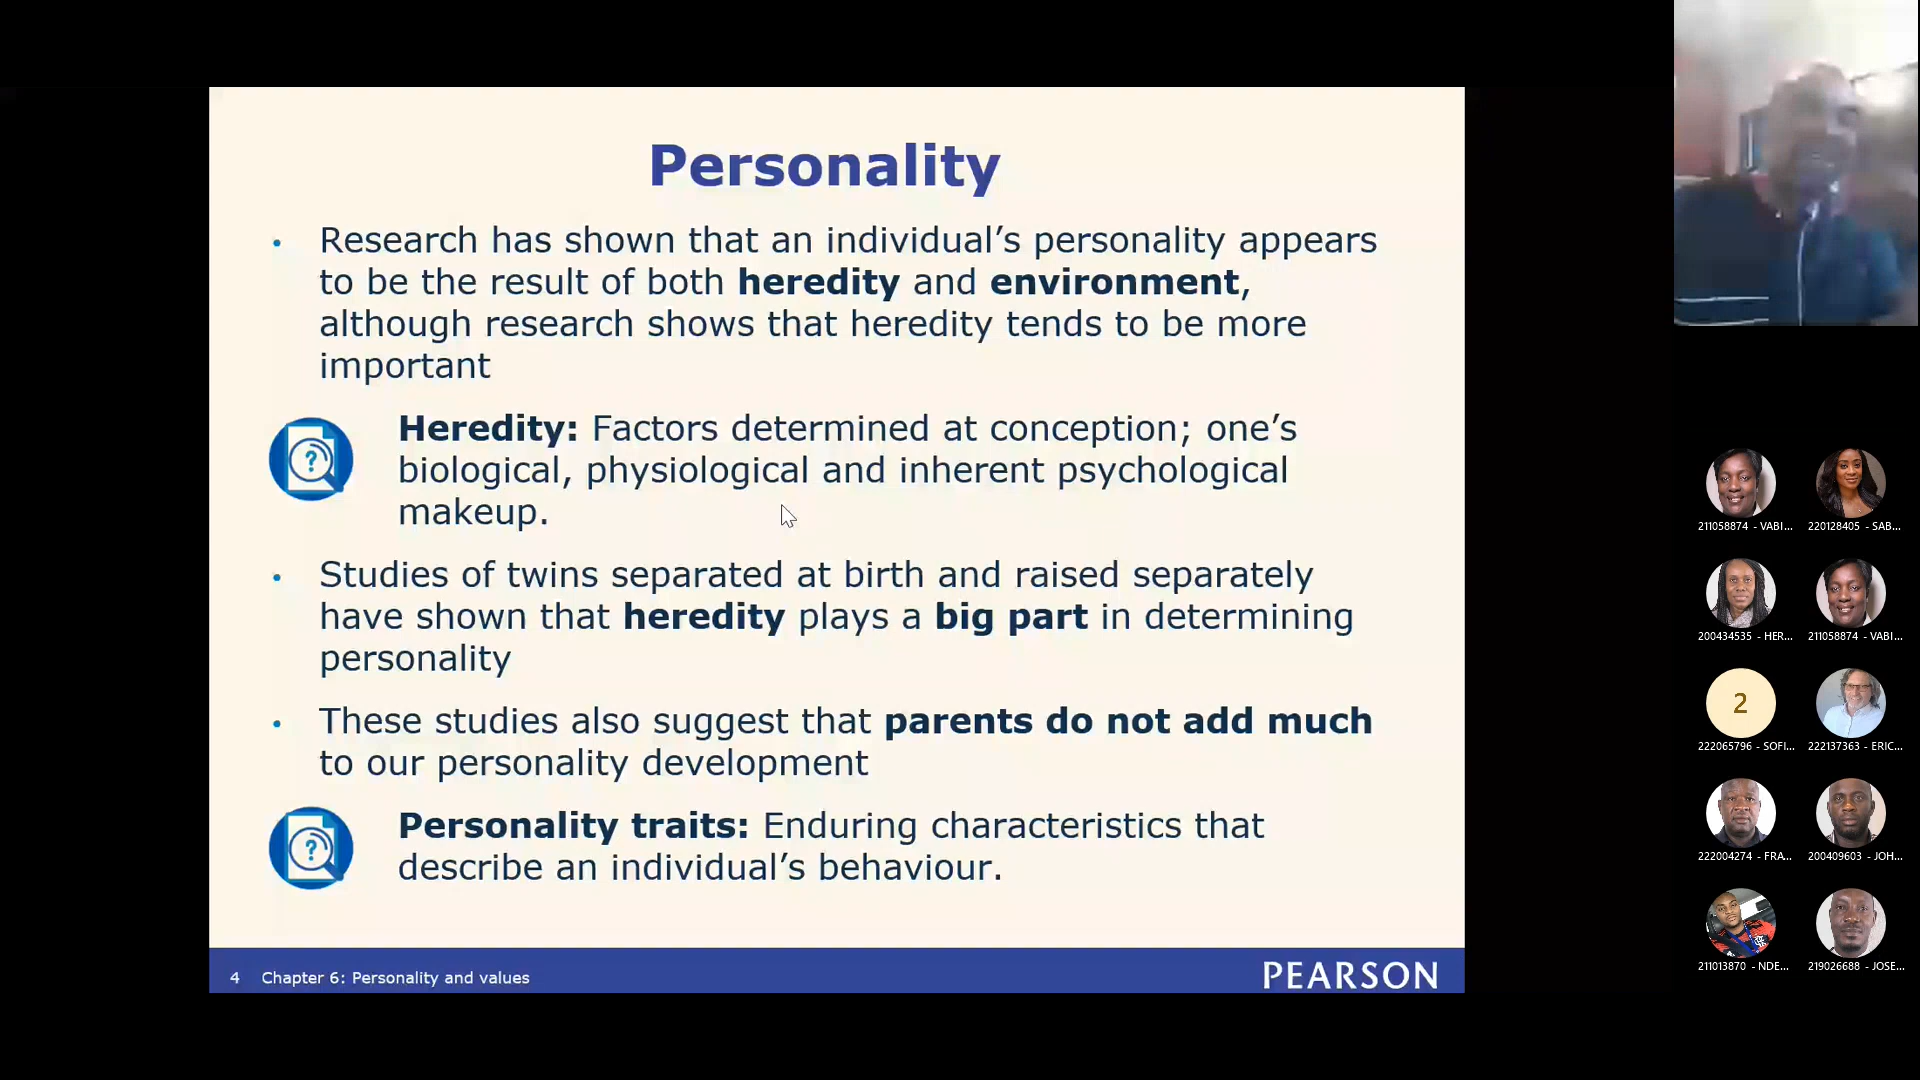 Personality
• Research has shown that an individual’s personality appears
to be the result of both heredity and environment,
although research shows that heredity tends to be more
important
Heredity: Factors determined at conception; one’s
biological, physiological and inherent psychological
makeup.
• Studies of twins separated at birth and raised separately
have shown that heredity plays a big part in determining
personality
• These studies also suggest that parents do not add much
to our personality development
Personality traits: Enduring characteristics that
describe an individual’s behaviour.
4 Chapter 6: Personality and values
PEARSON
211058874 - VABI...
220128405 - SAB...
200434535 - HER...
211058874 - VABI...
2
222065796 - SOFI...
222137363 - ERIC...
222004274 - FRA...
200409603 - JOH...
211013870 - NDE...
219026688 - JOSE...